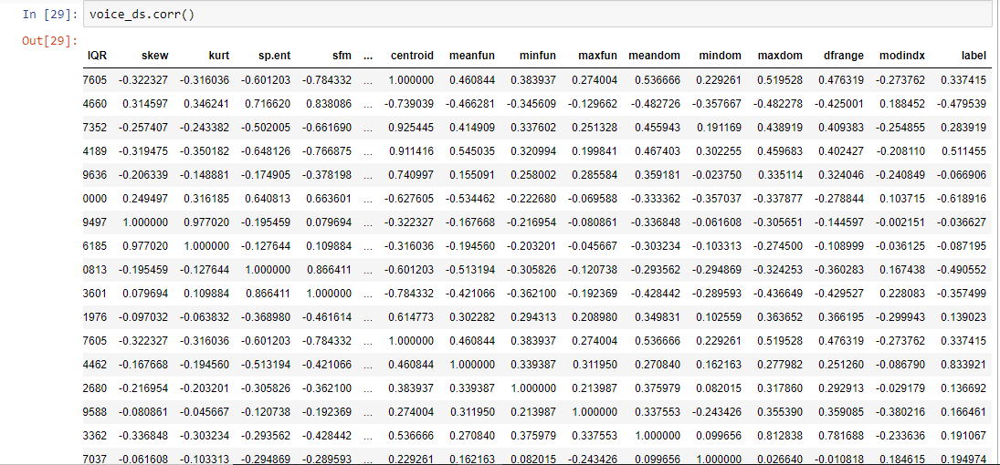 In [29]: voice_ds.corr()
Out[29]:
IQR skew kurt sp.ent sfm ... centroid meanfun minfun maxfun meandom mindom maxdom dfrange modindx label
7605 -0.322327 -0.316036 -0.601203 -0.784332 ... 1.000000 0.460844 0.383937 0.274004 0.536666 0.229261 0.519528 0.476319 -0.273762 0.337415
4660 0.314597 0.346241 0.716620 0.838086 ... -0.739039 -0.466281 -0.345609 -0.129662 -0.482726 -0.357667 -0.482278 -0.425001 0.188452 -0.479539
7352 -0.257407 -0.243382 -0.502005 -0.661690 ... 0.925445 0.414909 0.337602 0.251328 0.455943 0.191169 0.438919 0.409383 -0.254855 0.283919
4189 -0.319475 -0.350182 -0.648126 -0.766875 ... 0.911416 0.545035 0.320994 0.199841 0.467403 0.302255 0.459683 0.402427 -0.208110 0.511455
9636 -0.206339 -0.148881 -0.174905 -0.378198 ... 0.740997 0.155091 0.258002 0.285584 0.359181 -0.023750 0.335114 0.324046 -0.240849 -0.066906
0000 0.249497 0.316185 0.640813 0.663601 ... -0.627605 -0.534462 -0.222680 -0.069588 -0.333362 -0.357037 -0.337877 -0.278844 0.103715 -0.618916
9497 1.000000 0.977020 -0.195459 0.079694 ... -0.322327 -0.167668 -0.216954 -0.080861 -0.336848 -0.061608 -0.305651 -0.144597 -0.002151 -0.036627
6185 0.977020 1.000000 -0.127644 0.109884 ... -0.316036 -0.194560 -0.203201 -0.045667 -0.303234 -0.103313 -0.274500 -0.108999 -0.036125 -0.087195
0813 -0.195459 -0.127644 1.000000 0.866411 ... -0.601203 -0.513194 -0.305826 -0.120738 -0.293562 -0.294869 -0.324253 -0.360283 0.167438 -0.490552
3601 0.079694 0.109884 0.866411 1.000000 ... -0.784332 -0.421066 -0.362100 -0.192369 -0.428442 -0.289593 -0.436649 -0.429527 0.228083 -0.357499
1976 -0.097032 -0.063832 -0.368980 -0.461614 ... 0.614773 0.302282 0.294313 0.208980 0.349831 0.102559 0.363652 0.366195 -0.299943 0.139023
7605 -0.322327 -0.316036 -0.601203 -0.784332 ... 1.000000 0.460844 0.383937 0.274004 0.536666 0.229261 0.519528 0.476319 -0.273762 0.337415
4462 -0.167668 -0.194560 -0.513194 -0.421066 ... 0.460844 1.000000 0.339387 0.311950 0.270840 0.162163 0.277982 0.251260 -0.086790 0.833921
2680 -0.216954 -0.203201 -0.305826 -0.362100 ... 0.383937 0.339387 1.000000 0.213987 0.375979 0.082015 0.317860 0.292913 -0.029179 0.136692
9588 -0.080861 -0.045667 -0.120738 -0.192369 ... 0.274004 0.311950 0.213987 1.000000 0.337553 -0.243426 0.355390 0.359085 -0.380216 0.166461
3362 -0.336848 -0.303234 -0.293562 -0.428442 ... 0.536666 0.270840 0.375979 0.337553 1.000000 0.099656 0.812838 0.781688 -0.233636 0.191067
7037 -0.061608 -0.103313 -0.294869 -0.289593 ... 0.229261 0.162163 0.082015 -0.243426 0.099656 1.000000 0.026640 -0.010818 0.184615 0.194974